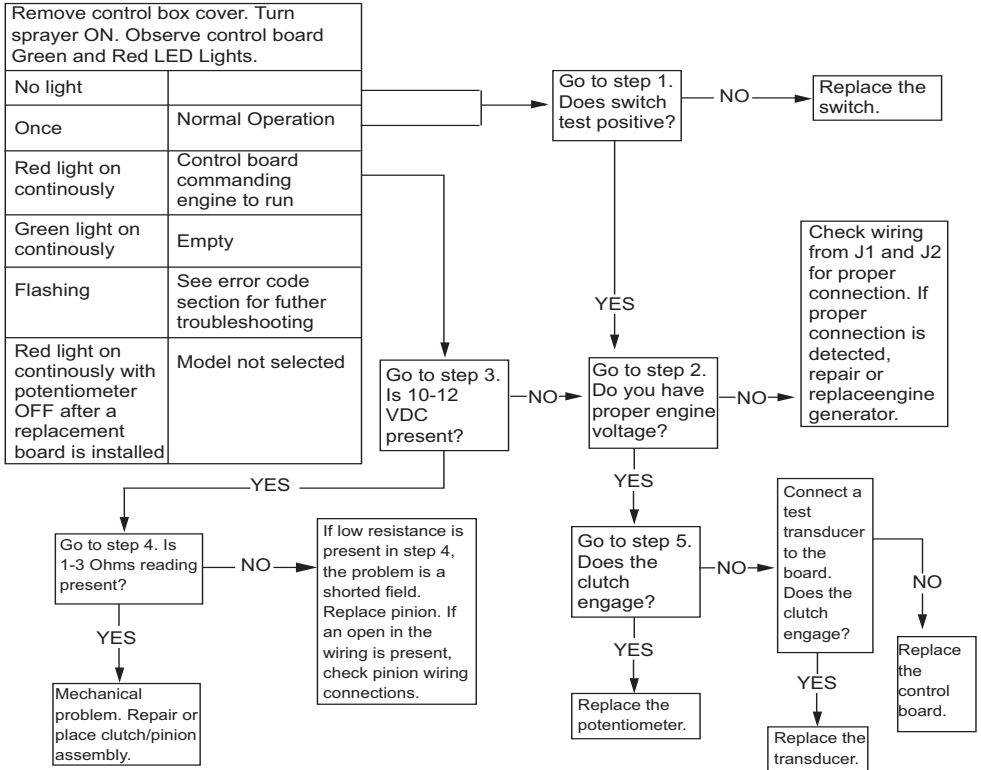 Remove control box cover. Turn
sprayer ON. Observe control board
Green and Red LED Lights.
No light
Once
Normal Operation
Red light on
continously
Control board
commanding
engine to run
Green light on
continously
Empty
Flashing
See error code
section for futher
troubleshooting
Red light on
continously with
potentiometer
OFF after a
replacement
board is installed
Model not selected
Go to step 1.
Does switch
test positive?
NO
Replace the
switch.
YES
Go to step 3.
Is 10-12
VDC
present?
NO
Go to step 2.
Do you have
proper engine
voltage?
NO
Check wiring
from J1 and J2
for proper
connection. If
proper
connection is
detected,
repair or
replaceengine
generator.
YES
Go to step 4. Is
1-3 Ohms reading
present?
NO
If low resistance is
present in step 4,
the problem is a
shorted field.
Replace pinion. If
an open in the
wiring is present,
check pinion wiring
connections.
YES
Mechanical
problem. Repair or
place clutch/pinion
assembly.
YES
Go to step 5.
Does the
clutch
engage?
NO
Connect a
test
transducer
to the
board.
Does the
clutch
engage?
NO
Replace
the
control
board.
YES
Replace the
potentiometer.
YES
Replace the
transducer.